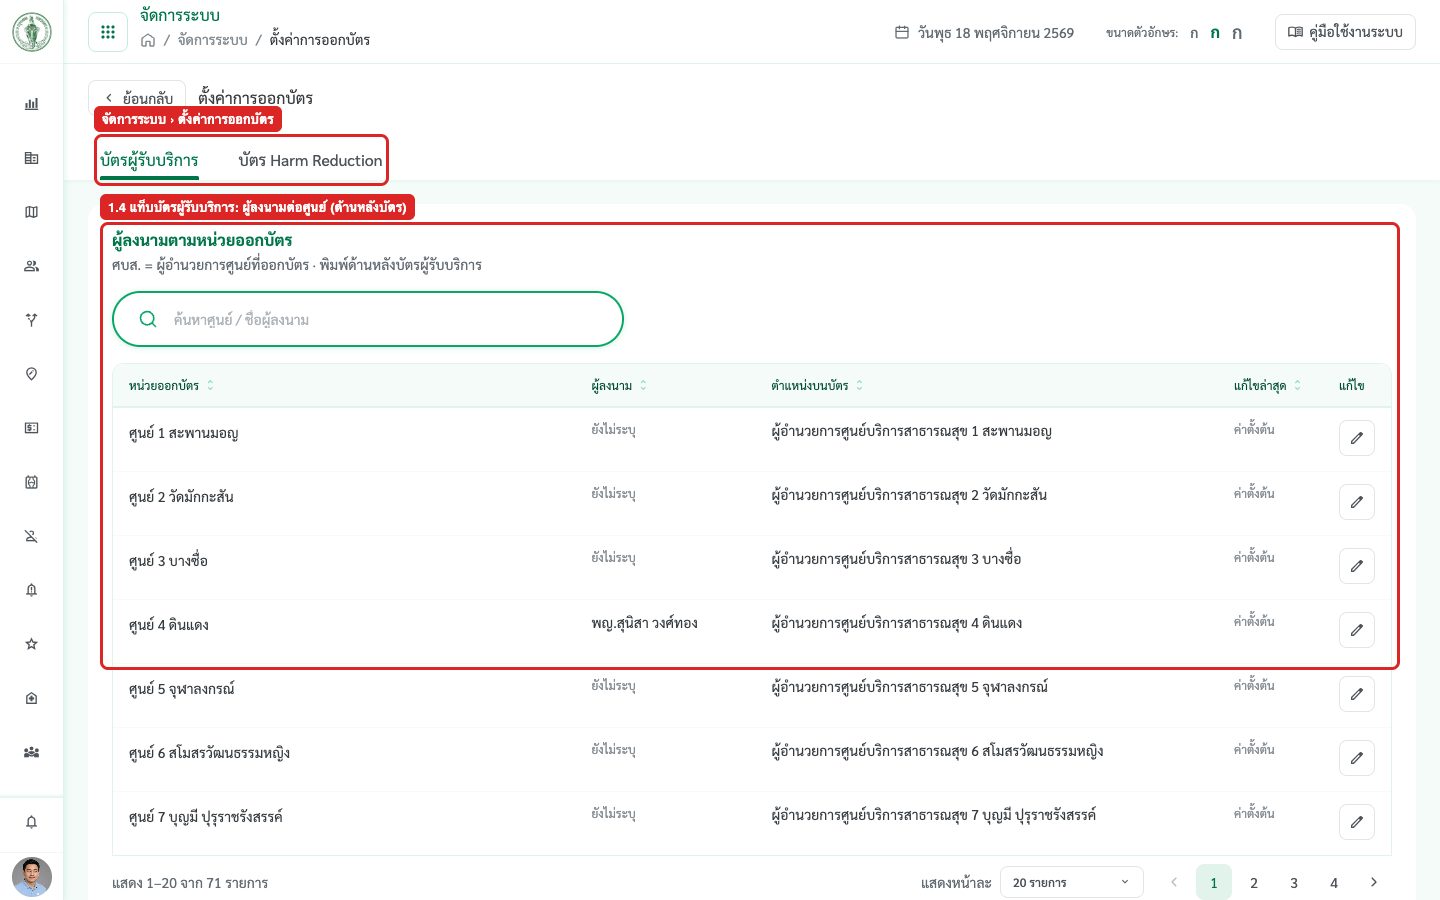 จัดการระบบ
/ จัดการระบบ / ตั้งค่าการออกบัตร
วันพุธ 18 พฤศจิกายน 2569
ขนาดตัวอักษร: ก ก ก
คู่มือใช้งานระบบ
ย้อนกลับ
ตั้งค่าการออกบัตร
จัดการระบบ › ตั้งค่าการออกบัตร
บัตรผู้รับบริการ
บัตร Harm Reduction
1.4 แท็บบัตรผู้รับบริการ: ผู้ลงนามต่อศูนย์ (ด้านหลังบัตร)
ผู้ลงนามตามหน่วยออกบัตร
ศบส. = ผู้อำนวยการศูนย์ที่ออกบัตร · พิมพ์ด้านหลังบัตรผู้รับบริการ
ค้นหาศูนย์ / ชื่อผู้ลงนาม
หน่วยออกบัตร ผู้ลงนาม ตำแหน่งบนบัตร แก้ไขล่าสุด แก้ไข
ศูนย์ 1 สะพานมอญ ยังไม่ระบุ ผู้อำนวยการศูนย์บริการสาธารณสุข 1 สะพานมอญ ค่าตั้งต้น
ศูนย์ 2 วัดมักกะสัน ยังไม่ระบุ ผู้อำนวยการศูนย์บริการสาธารณสุข 2 วัดมักกะสัน ค่าตั้งต้น
ศูนย์ 3 บางซื่อ ยังไม่ระบุ ผู้อำนวยการศูนย์บริการสาธารณสุข 3 บางซื่อ ค่าตั้งต้น
ศูนย์ 4 ดินแดง พญ.สุนิสา วงศ์ทอง ผู้อำนวยการศูนย์บริการสาธารณสุข 4 ดินแดง ค่าตั้งต้น
ศูนย์ 5 จุฬาลงกรณ์ ยังไม่ระบุ ผู้อำนวยการศูนย์บริการสาธารณสุข 5 จุฬาลงกรณ์ ค่าตั้งต้น
ศูนย์ 6 สโมสรวัฒนธรรมหญิง ยังไม่ระบุ ผู้อำนวยการศูนย์บริการสาธารณสุข 6 สโมสรวัฒนธรรมหญิง ค่าตั้งต้น
ศูนย์ 7 บุญมี ปุรุราชรังสรรค์ ยังไม่ระบุ ผู้อำนวยการศูนย์บริการสาธารณสุข 7 บุญมี ปุรุราชรังสรรค์ ค่าตั้งต้น
แสดง 1–20 จาก 71 รายการ
แสดงหน้าละ 20 รายการ
1 2 3 4